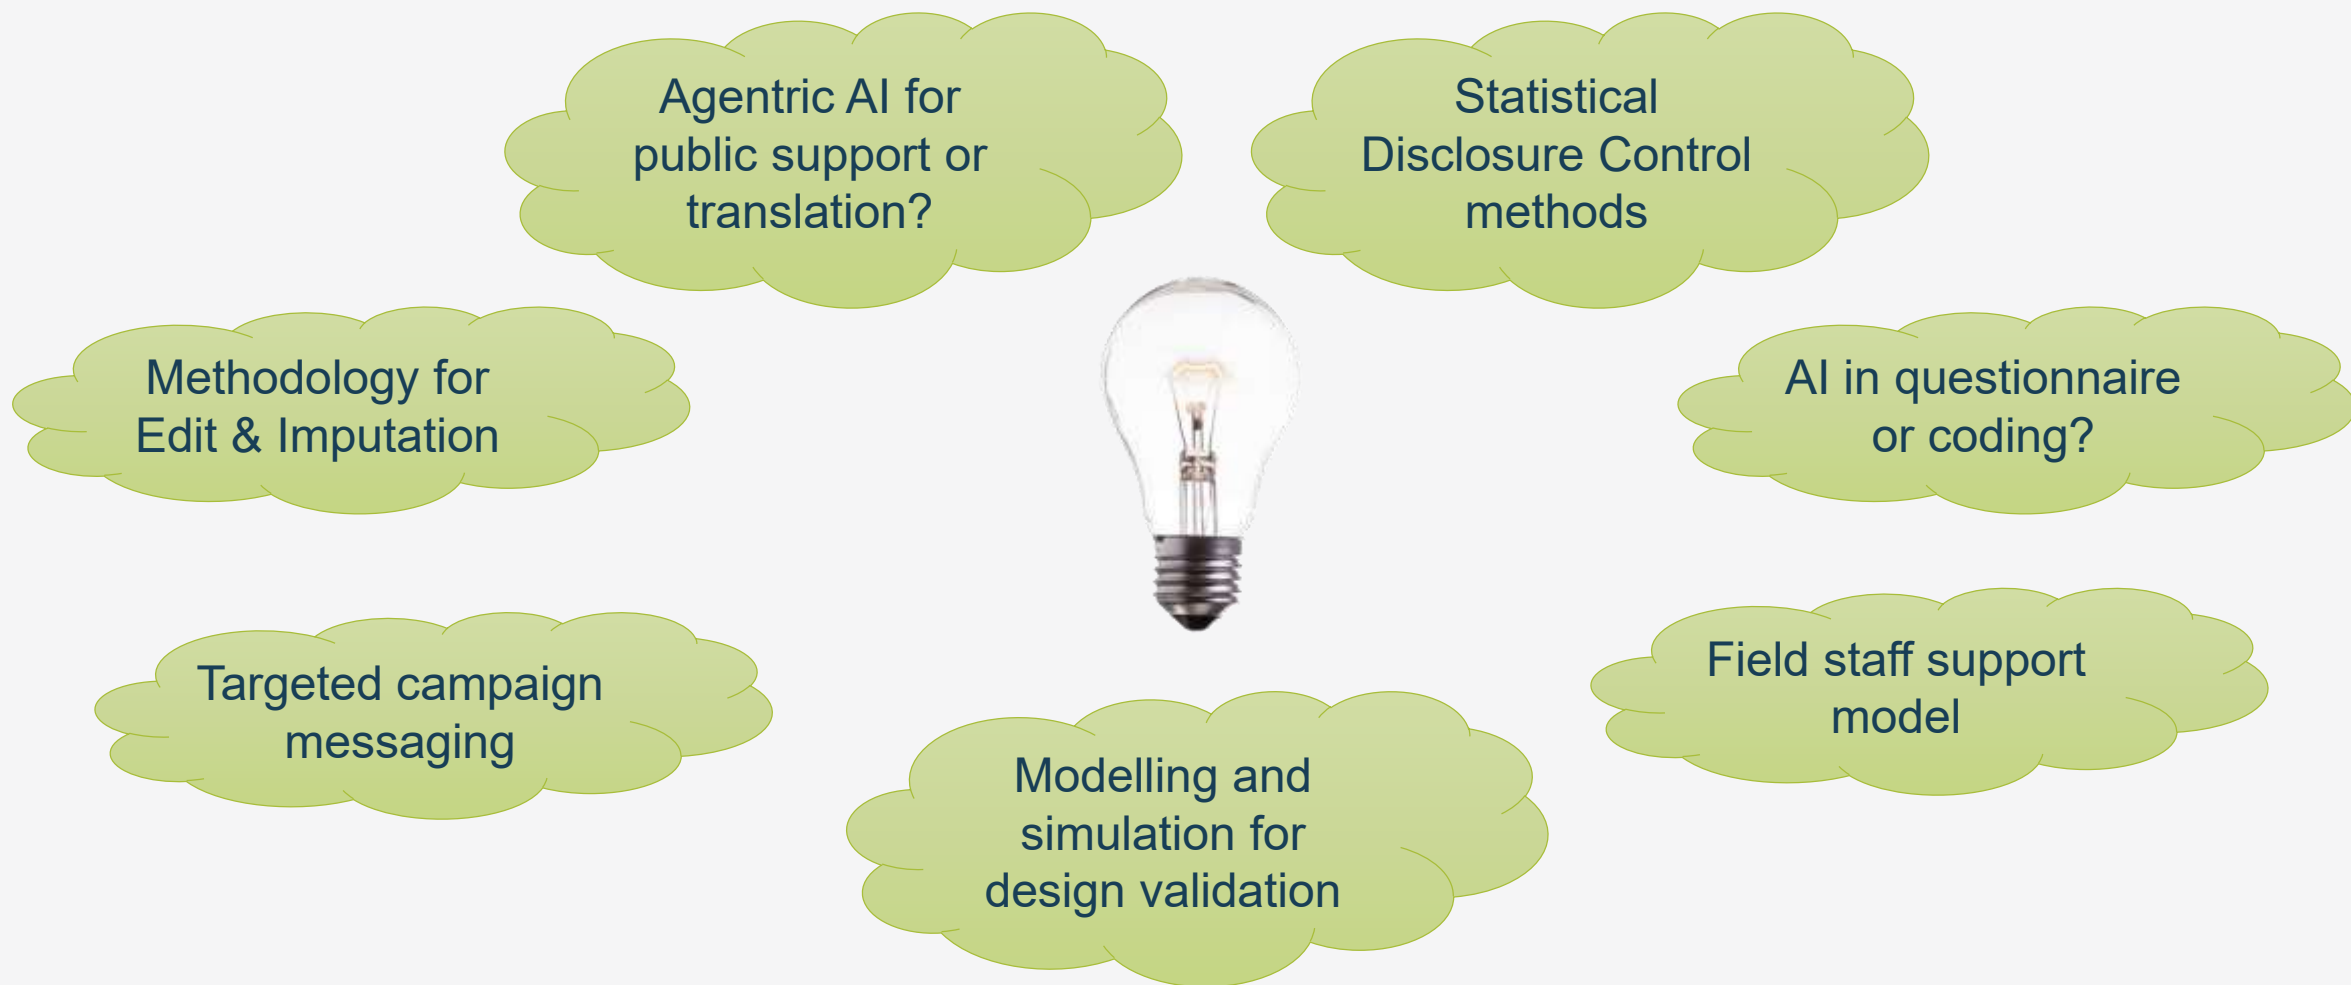 Agentric AI for
public support or
translation?
Statistical
Disclosure Control
methods
Methodology for
Edit & Imputation
AI in questionnaire
or coding?
Targeted campaign
messaging
Field staff support
model
Modelling and
simulation for
design validation